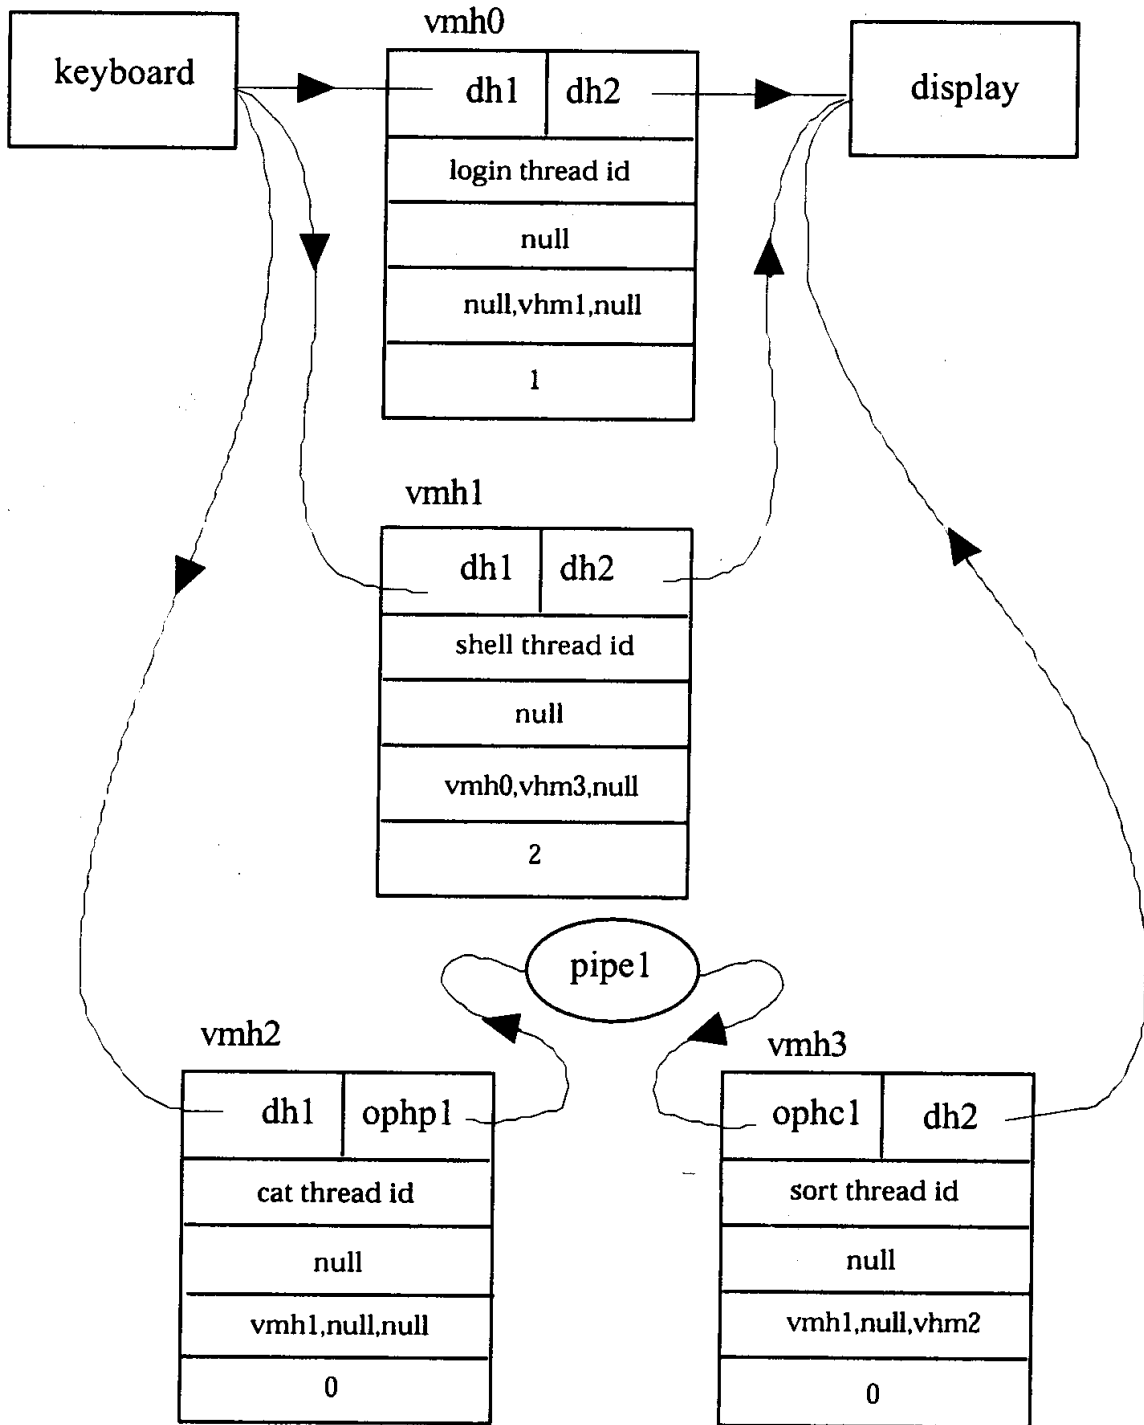 vmh0
keyboard
dh1 dh2
display
login thread id
null
null,vhm1,null
1
vmh1
dh1 dh2
shell thread id
null
vmh0,vhm3,null
2
pipe1
vmh2
dh1 ophp1
cat thread id
null
vmh1,null,null
0
vmh3
ophc1 dh2
sort thread id
null
vmh1,null,vhm2
0